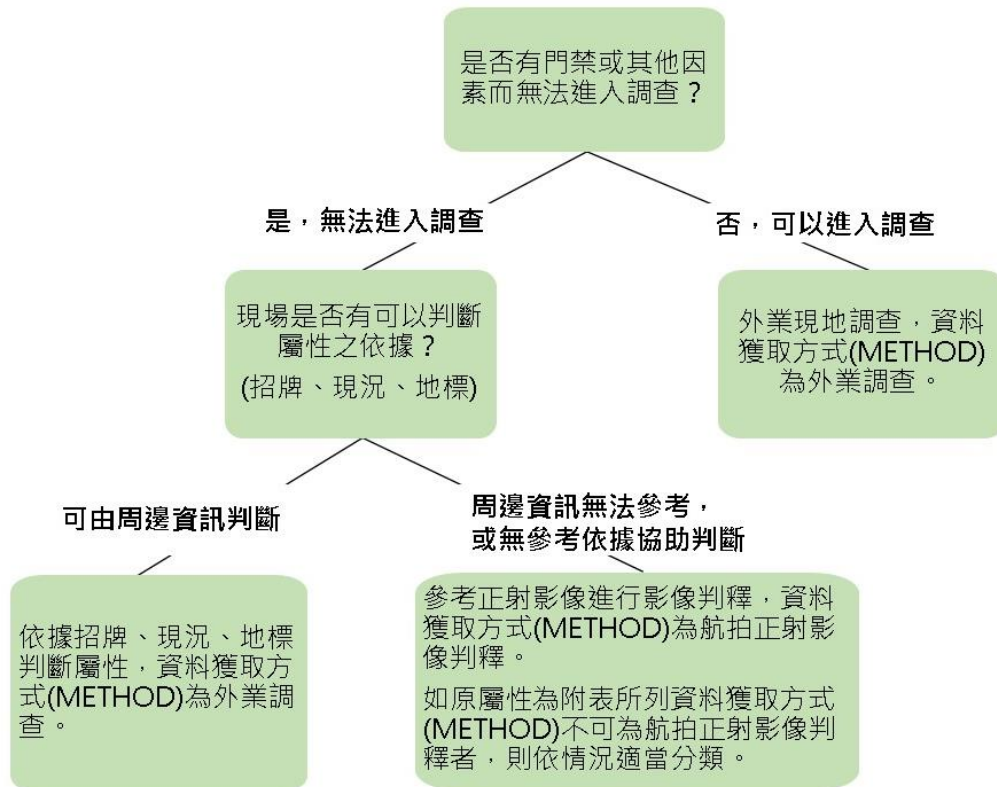 是否有門禁或其他因
素而無法進入調查？
是，無法進入調查
否，可以進入調查
現場是否有可以判斷
屬性之依據？
(招牌、現況、地標)
外業現地調查，資料
獲取方式(METHOD)
為外業調查。
可由周邊資訊判斷
周邊資訊無法參考，
或無參考依據協助判斷
依據招牌、現況、地標
判斷屬性，資料獲取方
式(METHOD)為外業調
查。
參考正射影像進行影像判釋，資料
獲取方式(METHOD)為航拍正射影
像判釋。
如原屬性為附表所列資料獲取方式
(METHOD)不可為航拍正射影像判
釋者，則依情況適當分類。